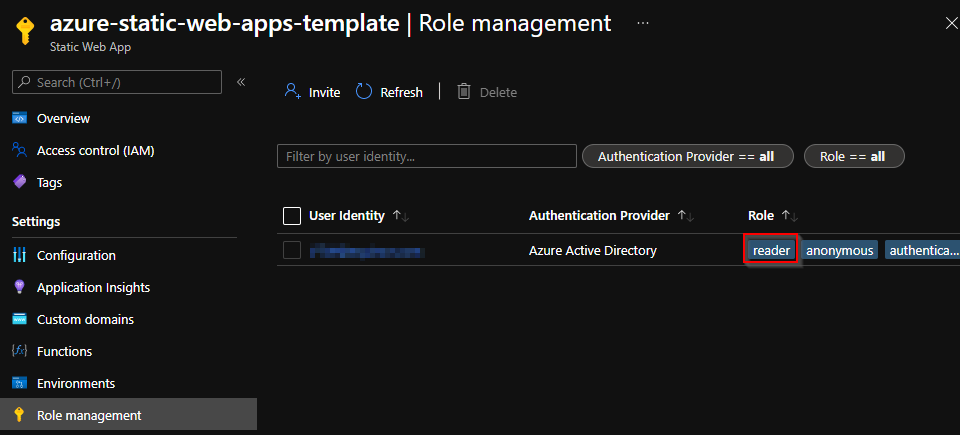 azure-static-web-apps-template | Role management ...
Static Web App
Search (Ctrl+/) «
Overview
Access control (IAM)
Tags
Settings
Configuration
Application Insights
Custom domains
Functions
Environments
Role management
Invite Refresh | Delete
Filter by user identity... Authentication Provider == all Role == all
User Identity ↑↓ Authentication Provider ↑↓ Role ↑↓
Azure Active Directory reader anonymous authentica...